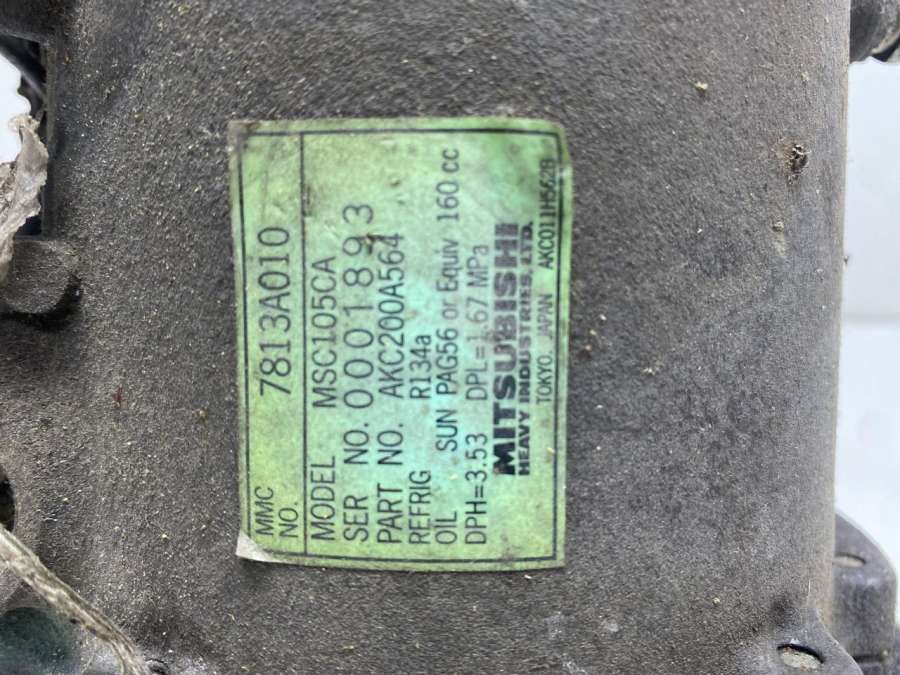 MMC NO. 7813A010
MODEL MSC105CA
SER NO. 0001893
PART NO. AKC200A564
REFRIG R134a
OIL SUN PAG56 or Equiv 160 cc
DPH=3.53 DPL=1.67 MPa
MITSUBISHI
HEAVY INDUSTRIES, LTD.
TOKYO. JAPAN AKC011H562B